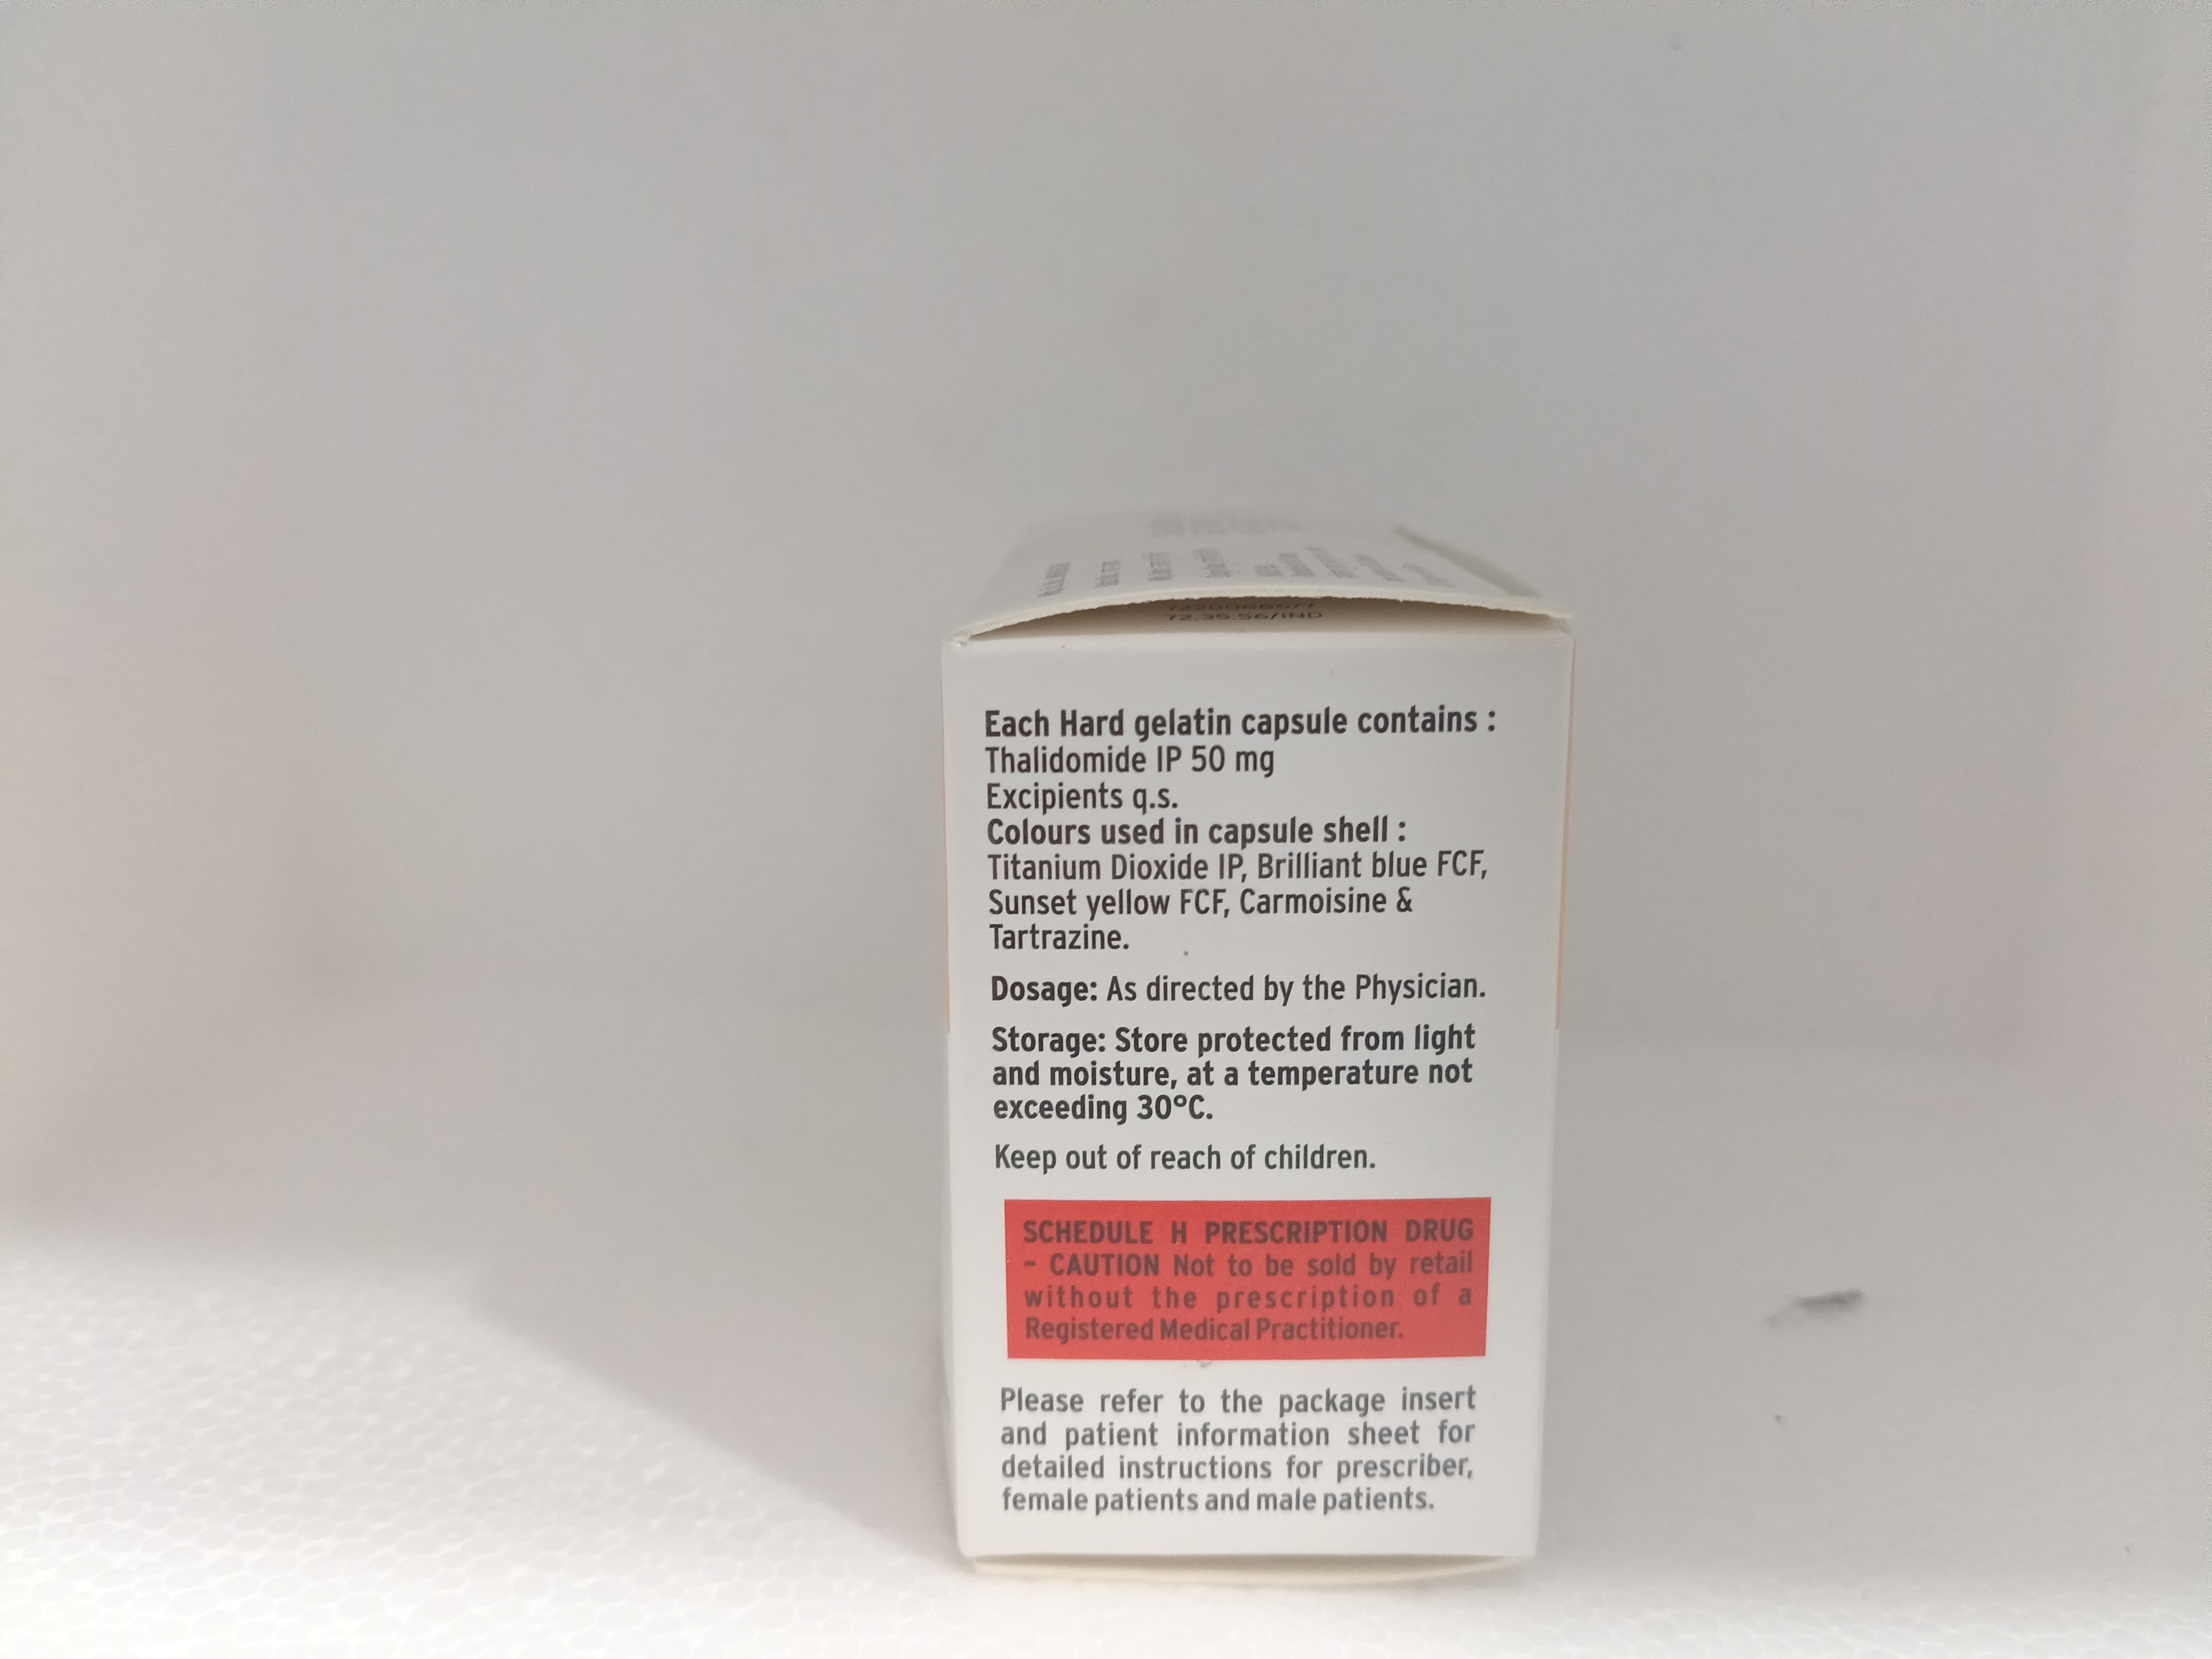 72.35.56/IND
Each Hard gelatin capsule contains :
Thalidomide IP 50 mg
Excipients q.s.
Colours used in capsule shell :
Titanium Dioxide IP, Brilliant blue FCF,
Sunset yellow FCF, Carmoisine &
Tartrazine.
Dosage: As directed by the Physician.
Storage: Store protected from light
and moisture, at a temperature not
exceeding 30°C.
Keep out of reach of children.
SCHEDULE H PRESCRIPTION DRUG
- CAUTION Not to be sold by retail
without the prescription of a
Registered Medical Practitioner.
Please refer to the package insert
and patient information sheet for
detailed instructions for prescriber,
female patients and male patients.